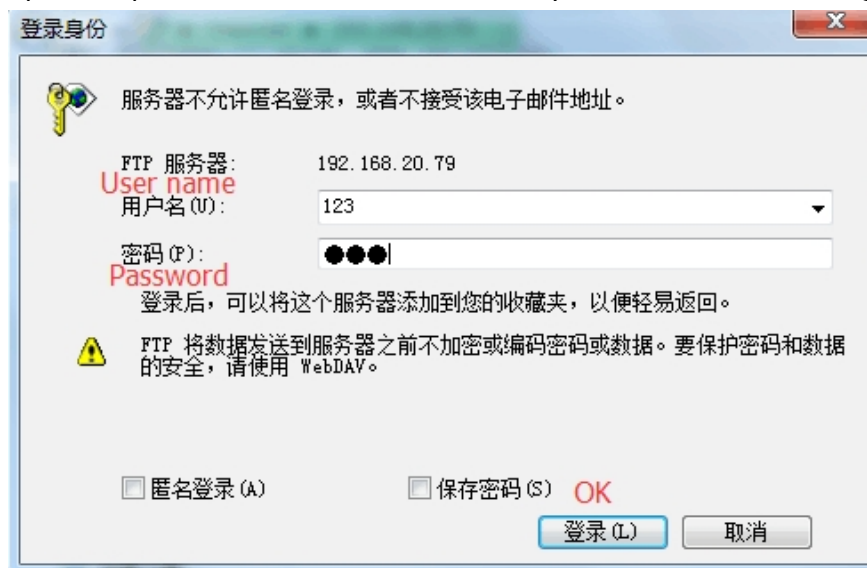 登录身份
服务器不允许匿名登录，或者不接受该电子邮件地址。
FTP 服务器: 192.168.20.79
User name
用户名(U): 123
密码(P): ●●●
Password
登录后，可以将这个服务器添加到您的收藏夹，以便轻易返回。
FTP 将数据发送到服务器之前不加密或编码密码或数据。要保护密码和数据
的安全，请使用 WebDAV。
匿名登录(A) 保存密码(S) OK
登录(L) 取消